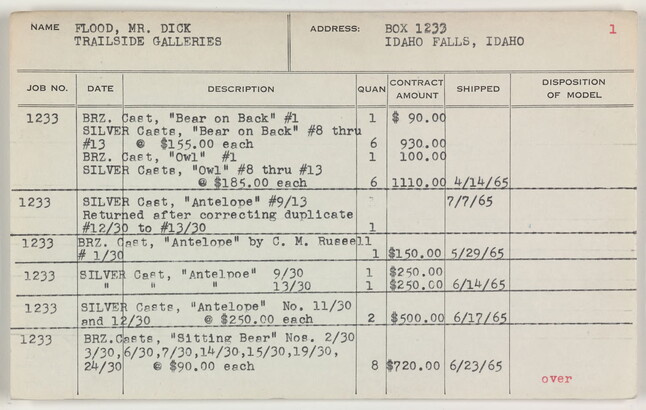 NAME FLOOD, MR. DICK ADDRESS: BOX 1233 1
TRAILSIDE GALLERIES IDAHO FALLS, IDAHO
JOB NO. DATE DESCRIPTION QUAN CONTRACT AMOUNT SHIPPED DISPOSITION OF MODEL
1233 BRZ. Cast, "Bear on Back" #1 1 $ 90.00
SILVER Casts, "Bear on Back" #8 thru
#13 @ $155.00 each 6 930.00
BRZ. Cast, "Owl" #1 1 100.00
SILVER Casts, "Owl" #8 thru #13
@ $185.00 each 6 1110.00 4/14/65
1233 SILVER Cast, "Antelope" #9/13 7/7/65
Returned after correcting duplicate
#12/30 to #13/30 1
1233 BRZ. Cast, "Antelope" by C. M. Russell
# 1/30 1 $150.00 5/29/65
1233 SILVER Cast, "Antelpoe" 9/30 1 $250.00
" " " 13/30 1 $250.00 6/14/65
1233 SILVER Casts, "Antelope" No. 11/30
and 12/30 @ $250.00 each 2 $500.00 6/17/65
1233 BRZ.Casts, "Sitting Bear" Nos. 2/30
3/30,6/30,7/30,14/30,15/30,19/30,
24/30 @ $90.00 each 8 $720.00 6/23/65
over